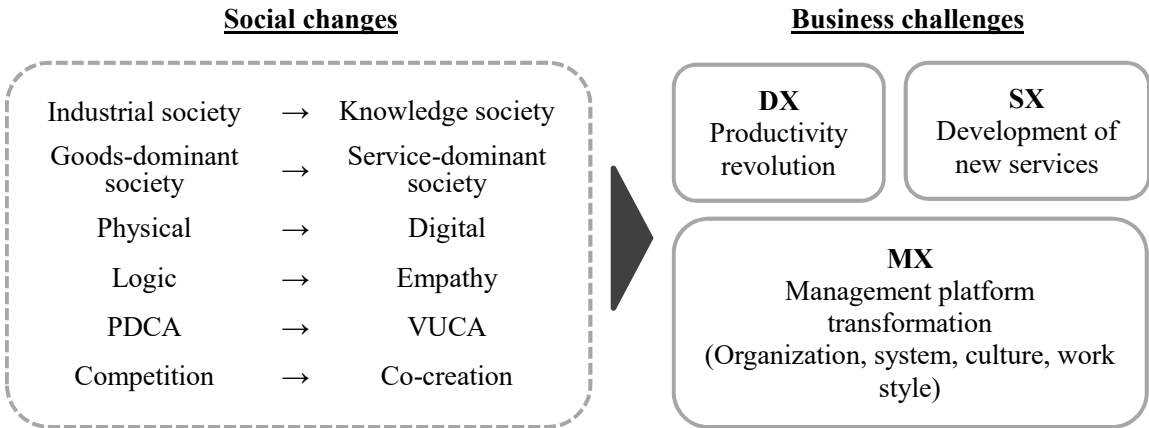 Social changes
Industrial society → Knowledge society
Goods-dominant society → Service-dominant society
Physical → Digital
Logic → Empathy
PDCA → VUCA
Competition → Co-creation
Business challenges
DX
Productivity
revolution
SX
Development of
new services
MX
Management platform
transformation
(Organization, system, culture, work
style)